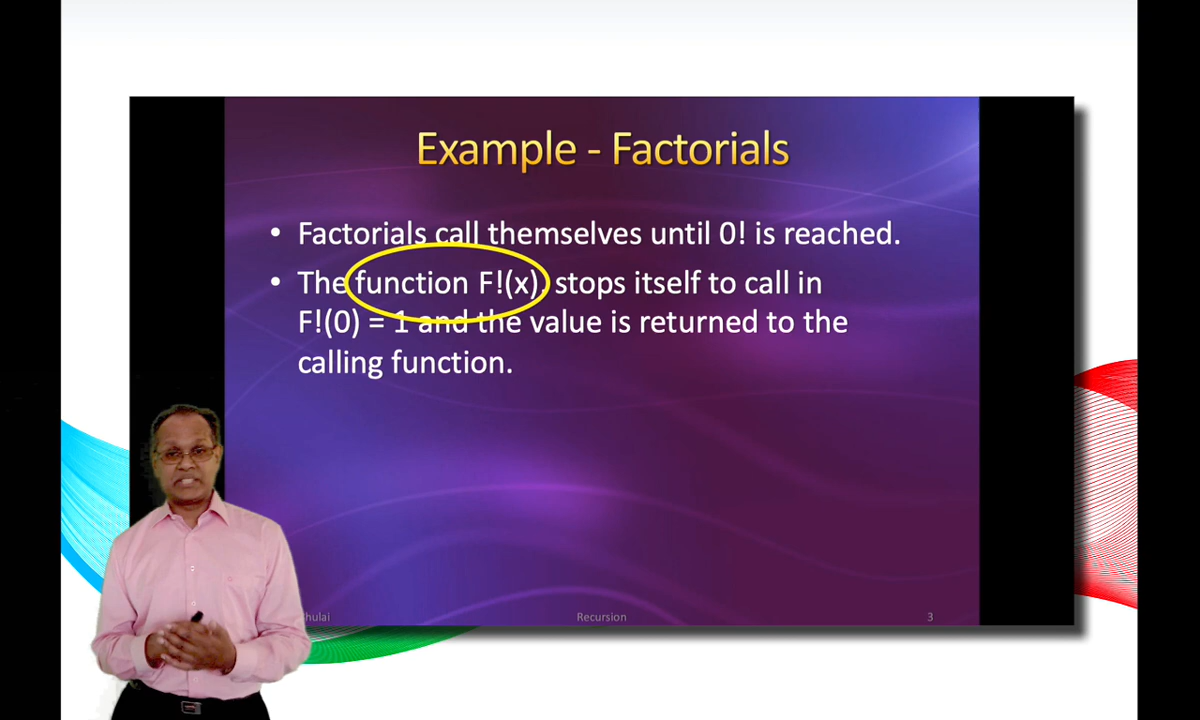 Example - Factorials
• Factorials call themselves until 0! is reached.
• The function F!(x), stops itself to call in
F!(0) = 1 and the value is returned to the
calling function.
Recursion
3